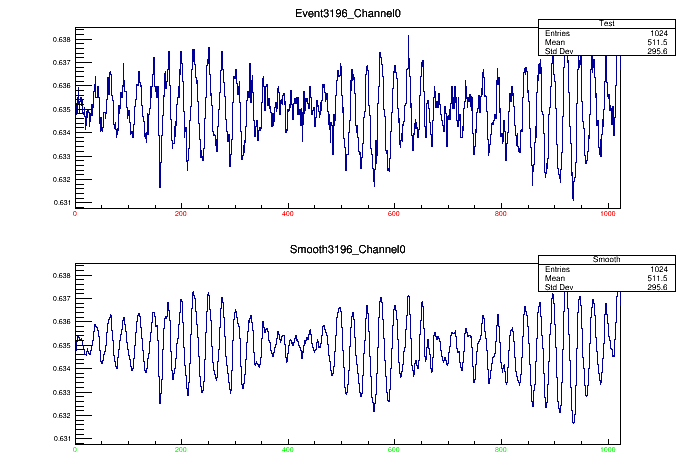 Event3196_Channel0
Test
Entries 1024
Mean 511.5
Std Dev 295.6
0.638
0.637
0.636
0.635
0.634
0.633
0.632
0.631
0 200 400 600 800 1000
Smooth3196_Channel0
Smooth
Entries 1024
Mean 511.5
Std Dev 295.6
0.638
0.637
0.636
0.635
0.634
0.633
0.632
0.631
0 200 400 600 800 1000